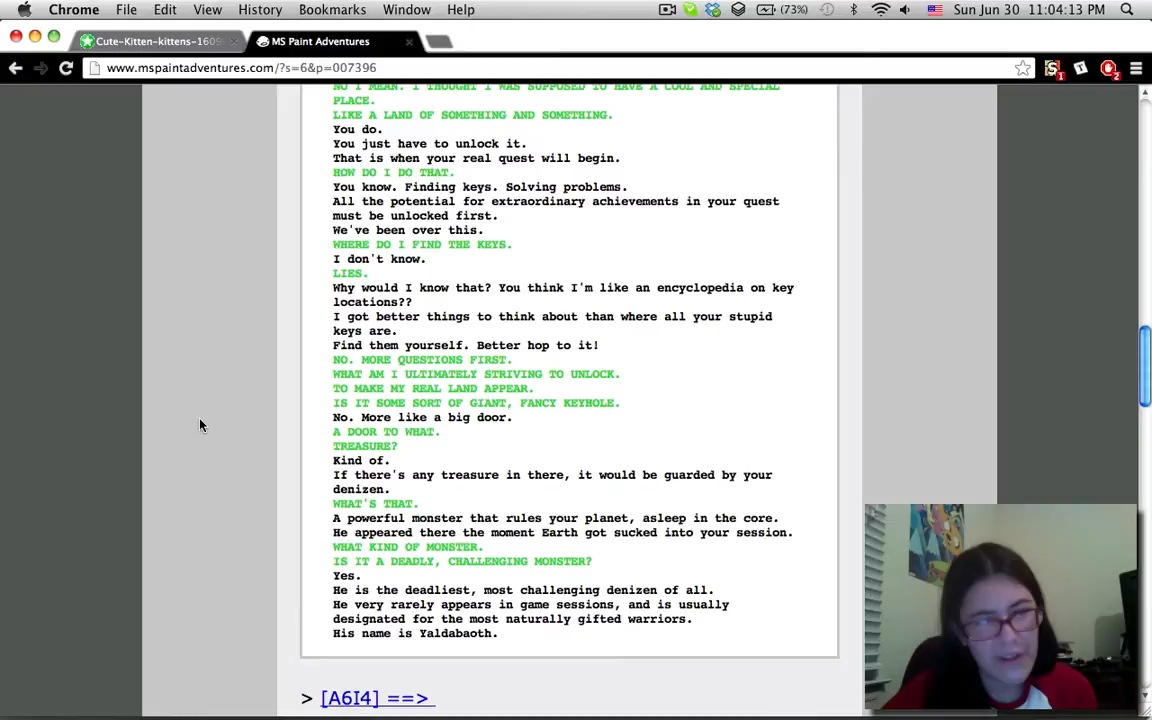 Chrome File Edit View History Bookmarks Window Help (73%) Sun Jun 30 11:04:13 PM
Cute-Kitten-kittens-1609 MS Paint Adventures
www.mspaintadventures.com/?s=6&p=007396
NO I MEAN. I THOUGHT I WAS SUPPOSED TO HAVE A COOL AND SPECIAL
PLACE.
LIKE A LAND OF SOMETHING AND SOMETHING.
You do.
You just have to unlock it.
That is when your real quest will begin.
HOW DO I DO THAT.
You know. Finding keys. Solving problems.
All the potential for extraordinary achievements in your quest
must be unlocked first.
We've been over this.
WHERE DO I FIND THE KEYS.
I don't know.
LIES.
Why would I know that? You think I'm like an encyclopedia on key
locations??
I got better things to think about than where all your stupid
keys are.
Find them yourself. Better hop to it!
NO. MORE QUESTIONS FIRST.
WHAT AM I ULTIMATELY STRIVING TO UNLOCK.
TO MAKE MY REAL LAND APPEAR.
IS IT SOME SORT OF GIANT, FANCY KEYHOLE.
No. More like a big door.
A DOOR TO WHAT.
TREASURE?
Kind of.
If there's any treasure in there, it would be guarded by your
denizen.
WHAT'S THAT.
A powerful monster that rules your planet, asleep in the core.
He appeared there the moment Earth got sucked into your session.
WHAT KIND OF MONSTER.
IS IT A DEADLY, CHALLENGING MONSTER?
Yes.
He is the deadliest, most challenging denizen of all.
He very rarely appears in game sessions, and is usually
designated for the most naturally gifted warriors.
His name is Yaldabaoth.
> [A6I4] ==>